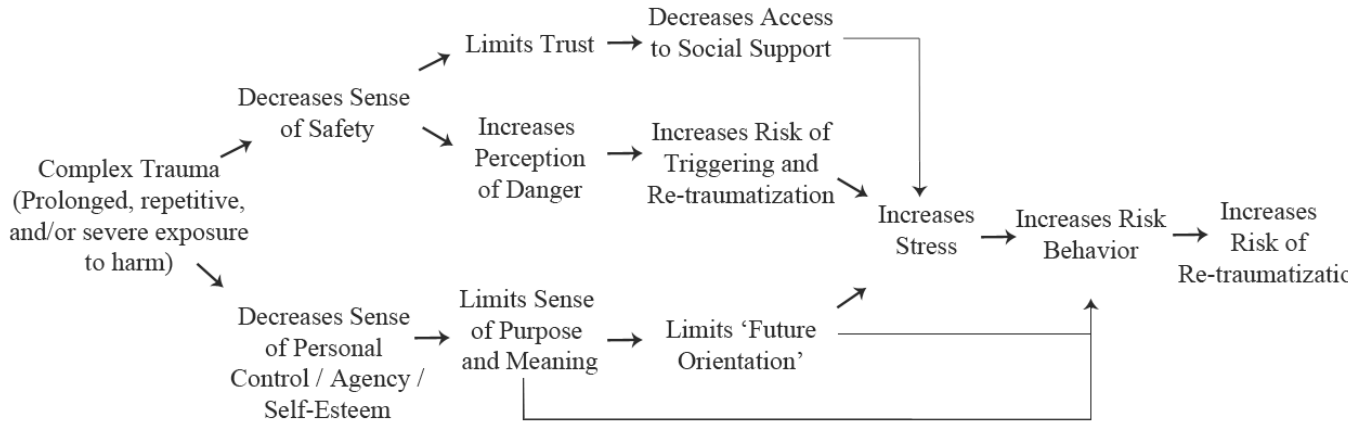 Complex Trauma
(Prolonged, repetitive,
and/or severe exposure
to harm)
Decreases Sense
of Safety
Limits Trust
Decreases Access
to Social Support
Increases
Perception
of Danger
Increases Risk of
Triggering and
Re-traumatization
Decreases Sense
of Personal
Control / Agency /
Self-Esteem
Limits Sense
of Purpose
and Meaning
Limits ‘Future
Orientation’
Increases
Stress
Increases Risk
Behavior
Increases
Risk of
Re-traumatizatio